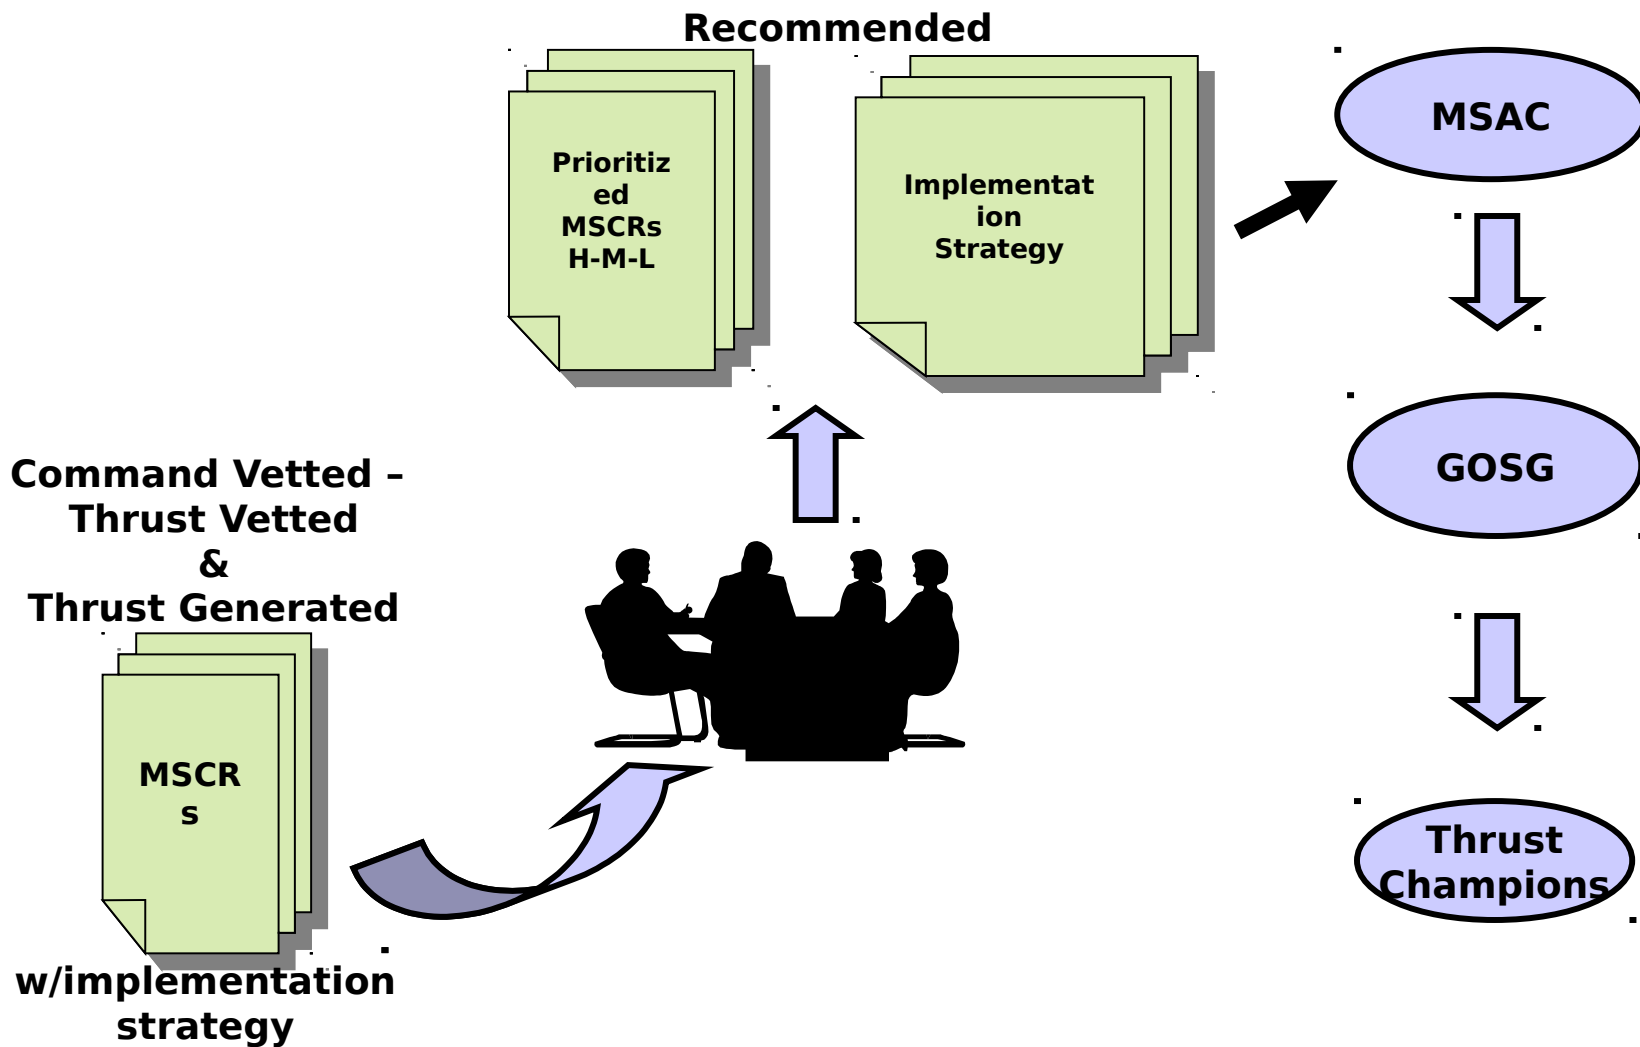 Recommended
Prioritiz
ed
MSCRs
H-M-L
Implementat
ion
Strategy
MSAC
GOSG
Thrust
Champions
Command Vetted –
Thrust Vetted
&
Thrust Generated
MSCR
s
w/implementation
strategy